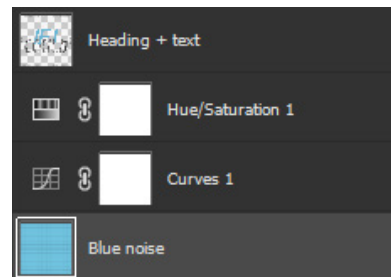 Heading + text
Hue/Saturation 1
Curves 1
Blue noise